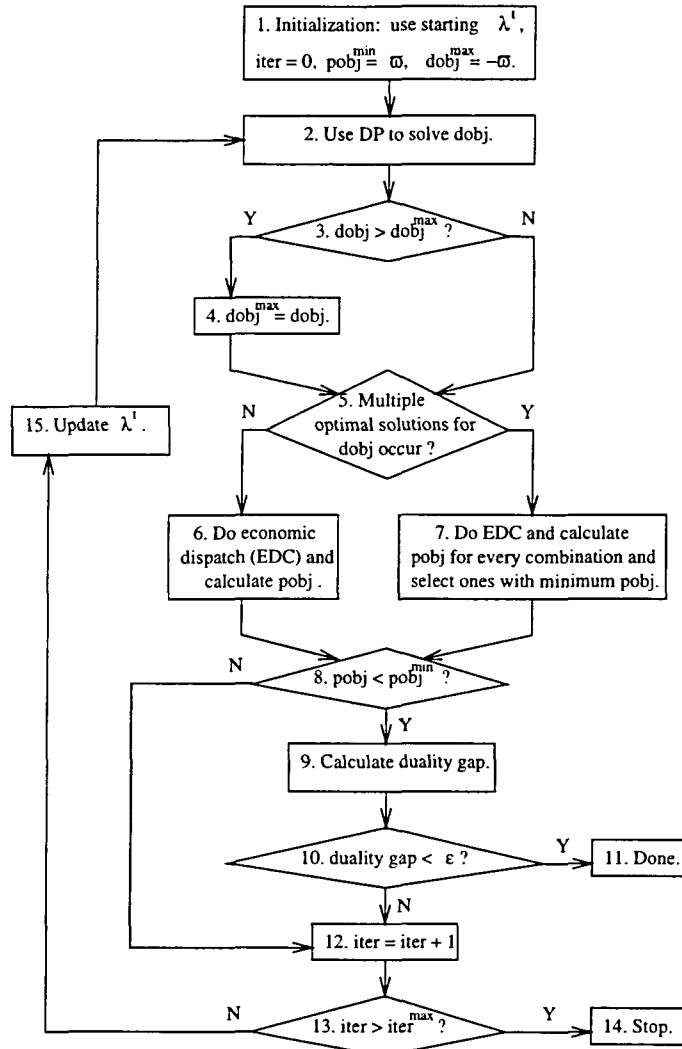 1. Initialization: use starting λᵗ,
iter = 0, pobj^min = ϖ, dobj^max = −ϖ.
2. Use DP to solve dobj.
Y
N
3. dobj > dobj^max ?
4. dobj^max = dobj.
5. Multiple
optimal solutions for
dobj occur ?
N
Y
15. Update λᵗ.
6. Do economic
dispatch (EDC) and
calculate pobj .
7. Do EDC and calculate
pobj for every combination and
select ones with minimum pobj.
N
8. pobj < pobj^min ?
Y
9. Calculate duality gap.
10. duality gap < ε ?
Y
11. Done.
N
12. iter = iter + 1
N
13. iter > iter^max ?
Y
14. Stop.